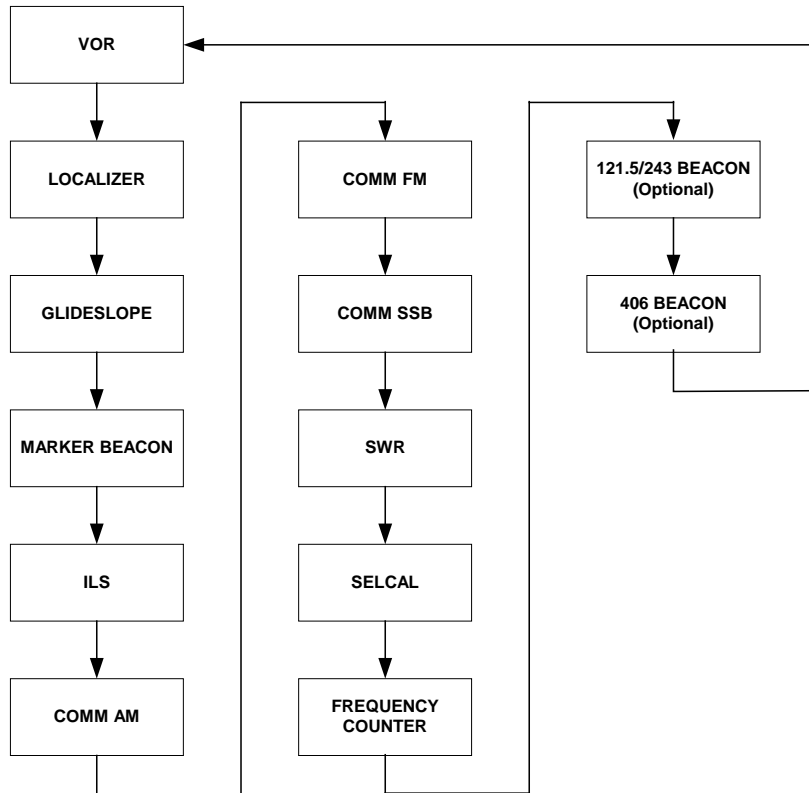 VOR
LOCALIZER
GLIDESLOPE
MARKER BEACON
ILS
COMM AM
COMM FM
COMM SSB
SWR
SELCAL
FREQUENCY
COUNTER
121.5/243 BEACON
(Optional)
406 BEACON
(Optional)